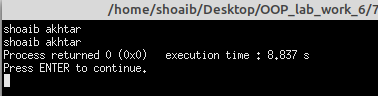 /home/shoaib/Desktop/OOP_lab_work_6/7
shoaib akhtar
shoaib akhtar
Process returned 0 (0x0)   execution time : 8.837 s
Press ENTER to continue.